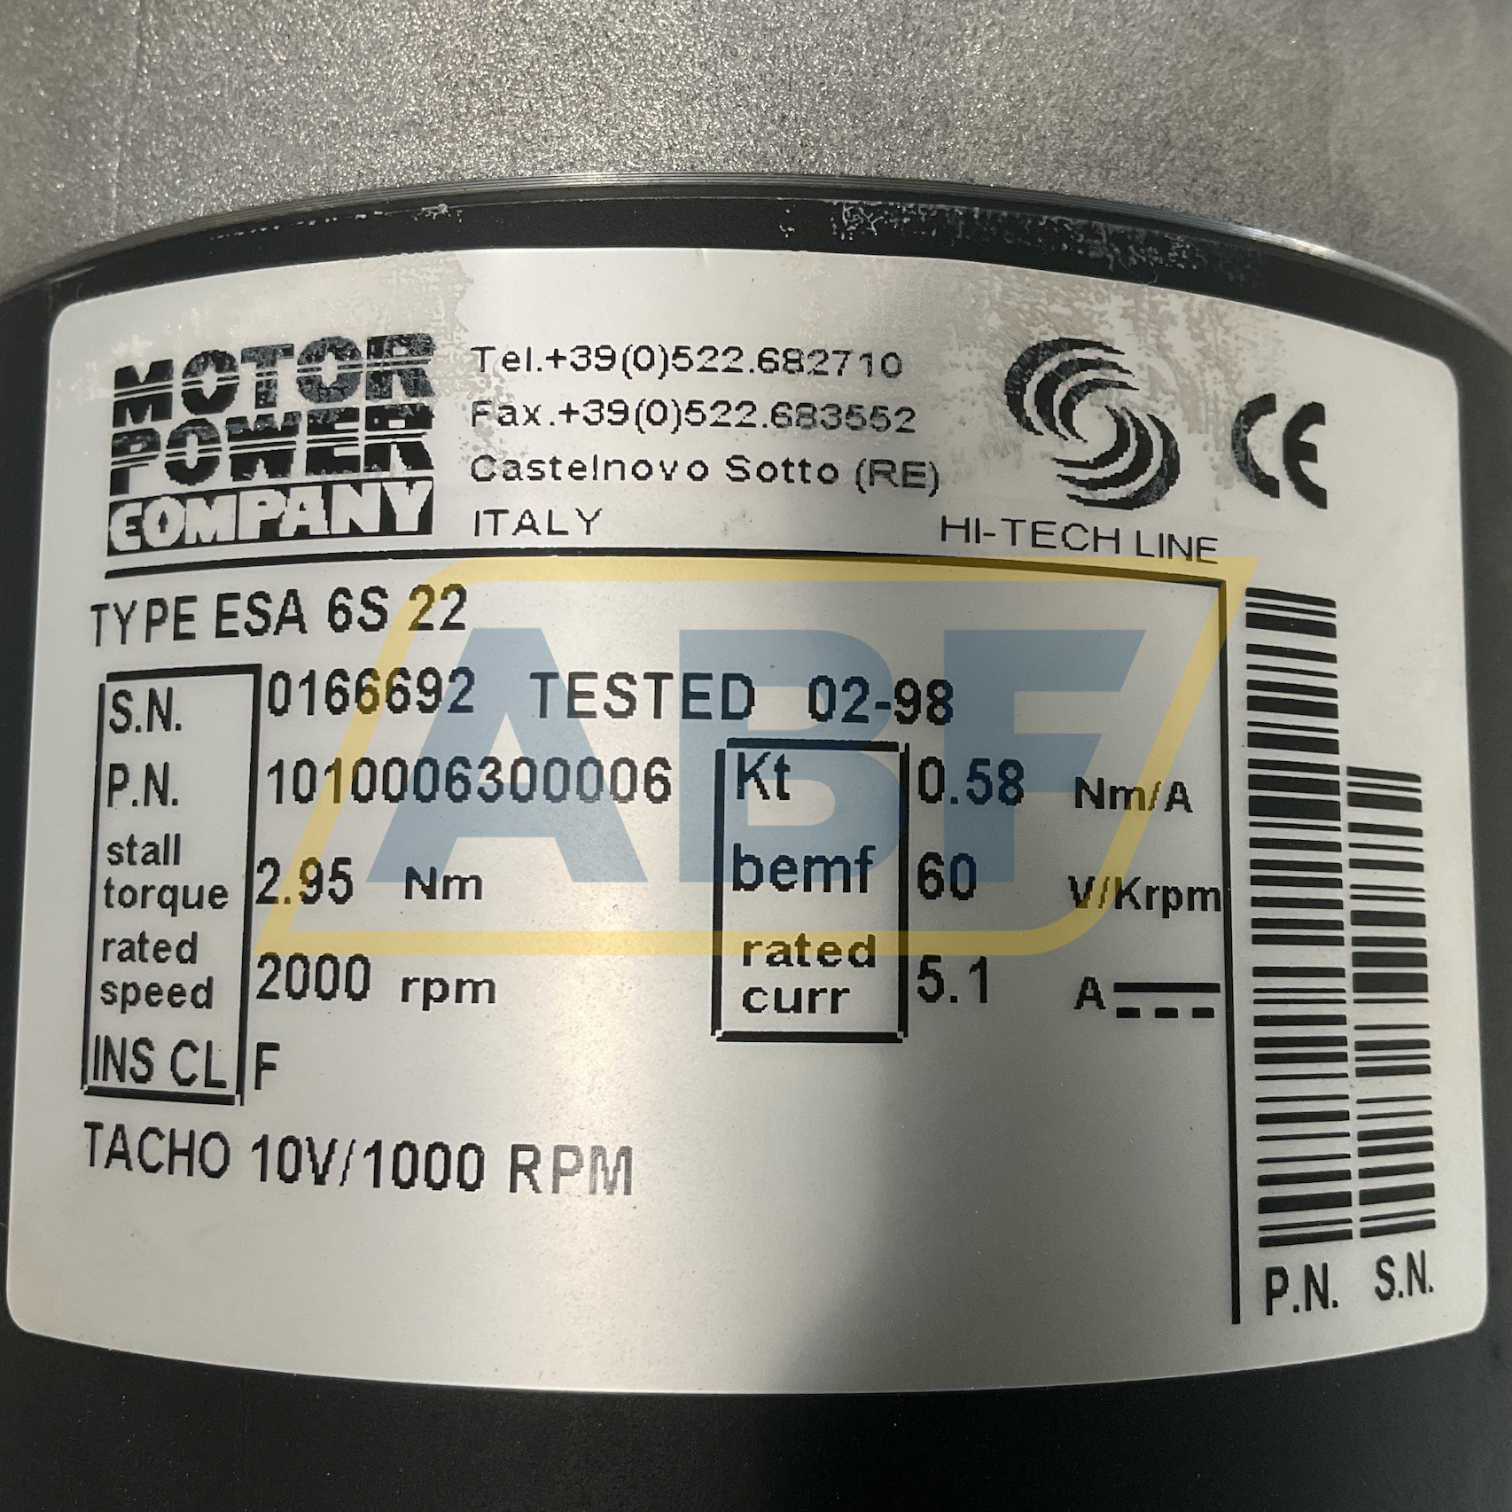 MOTOR
POWER
COMPANY
Tel.+39(0)522.682710
Fax.+39(0)522.683552
Castelnovo Sotto (RE)
ITALY
HI-TECH LINE
CE
TYPE ESA 6S 22
S.N. 0166692 TESTED 02-98
P.N. 1010006300006 Kt 0.58 Nm/A
stall torque 2.95 Nm bemf 60 V/Krpm
rated speed 2000 rpm rated curr 5.1 A
INS CL F
TACHO 10V/1000 RPM
P.N. S.N.
ABF